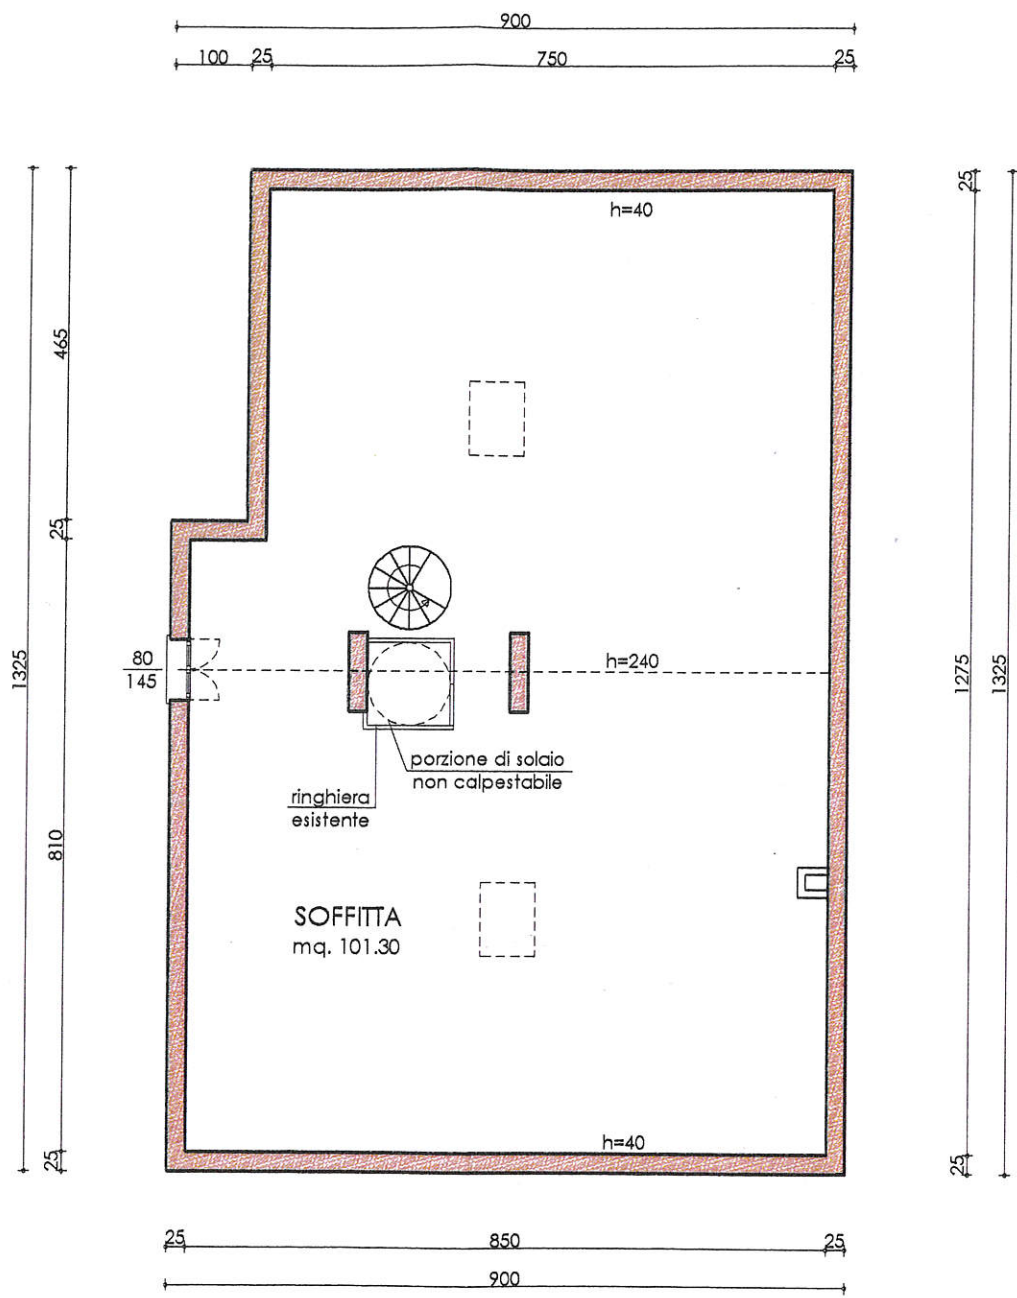 900
100 25 750 25
25
h=40
465
25
80
145
h=240
1325
1275
1325
porzione di solaio
non calpestabile
ringhiera
esistente
810
SOFFITTA
mq. 101.30
h=40
25
25
25 850 25
900